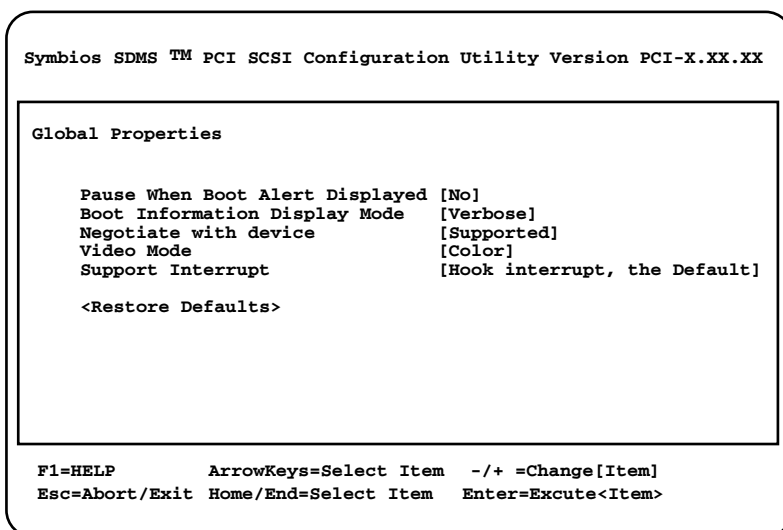 Symbios SDMS TM PCI SCSI Configuration Utility Version PCI-X.XX.XX
Global Properties
Pause When Boot Alert Displayed [No]
Boot Information Display Mode [Verbose]
Negotiate with device [Supported]
Video Mode [Color]
Support Interrupt [Hook interrupt, the Default]
<Restore Defaults>
F1=HELP ArrowKeys=Select Item -/+ =Change[Item]
Esc=Abort/Exit Home/End=Select Item Enter=Excute<Item>